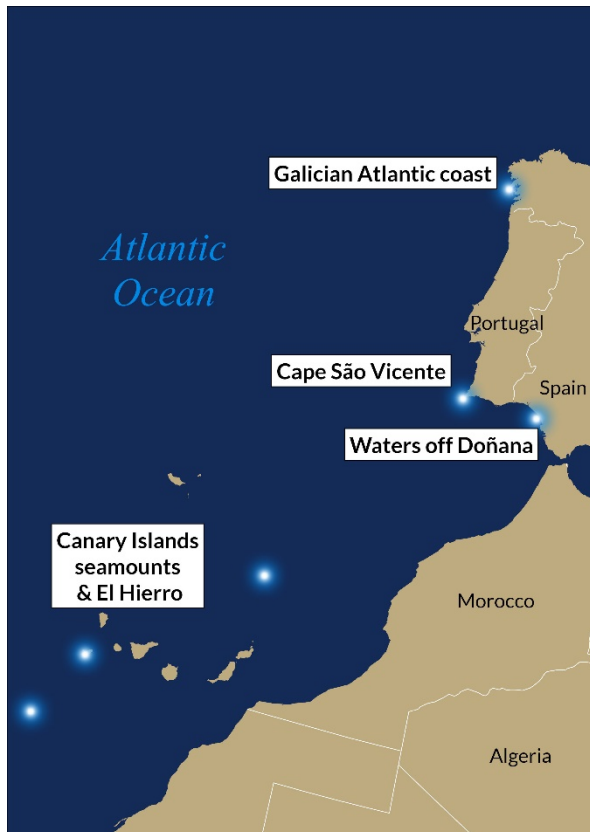 Galician Atlantic coast
Atlantic
Ocean
Portugal
Cape São Vicente
Spain
Waters off Doñana
Canary Islands
seamounts
& El Hierro
Morocco
Algeria